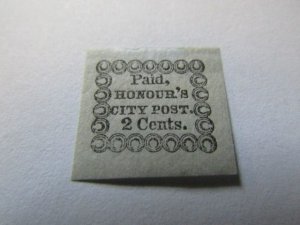 Paid,
HONOUR'S
CITY POST.
2 Cents.